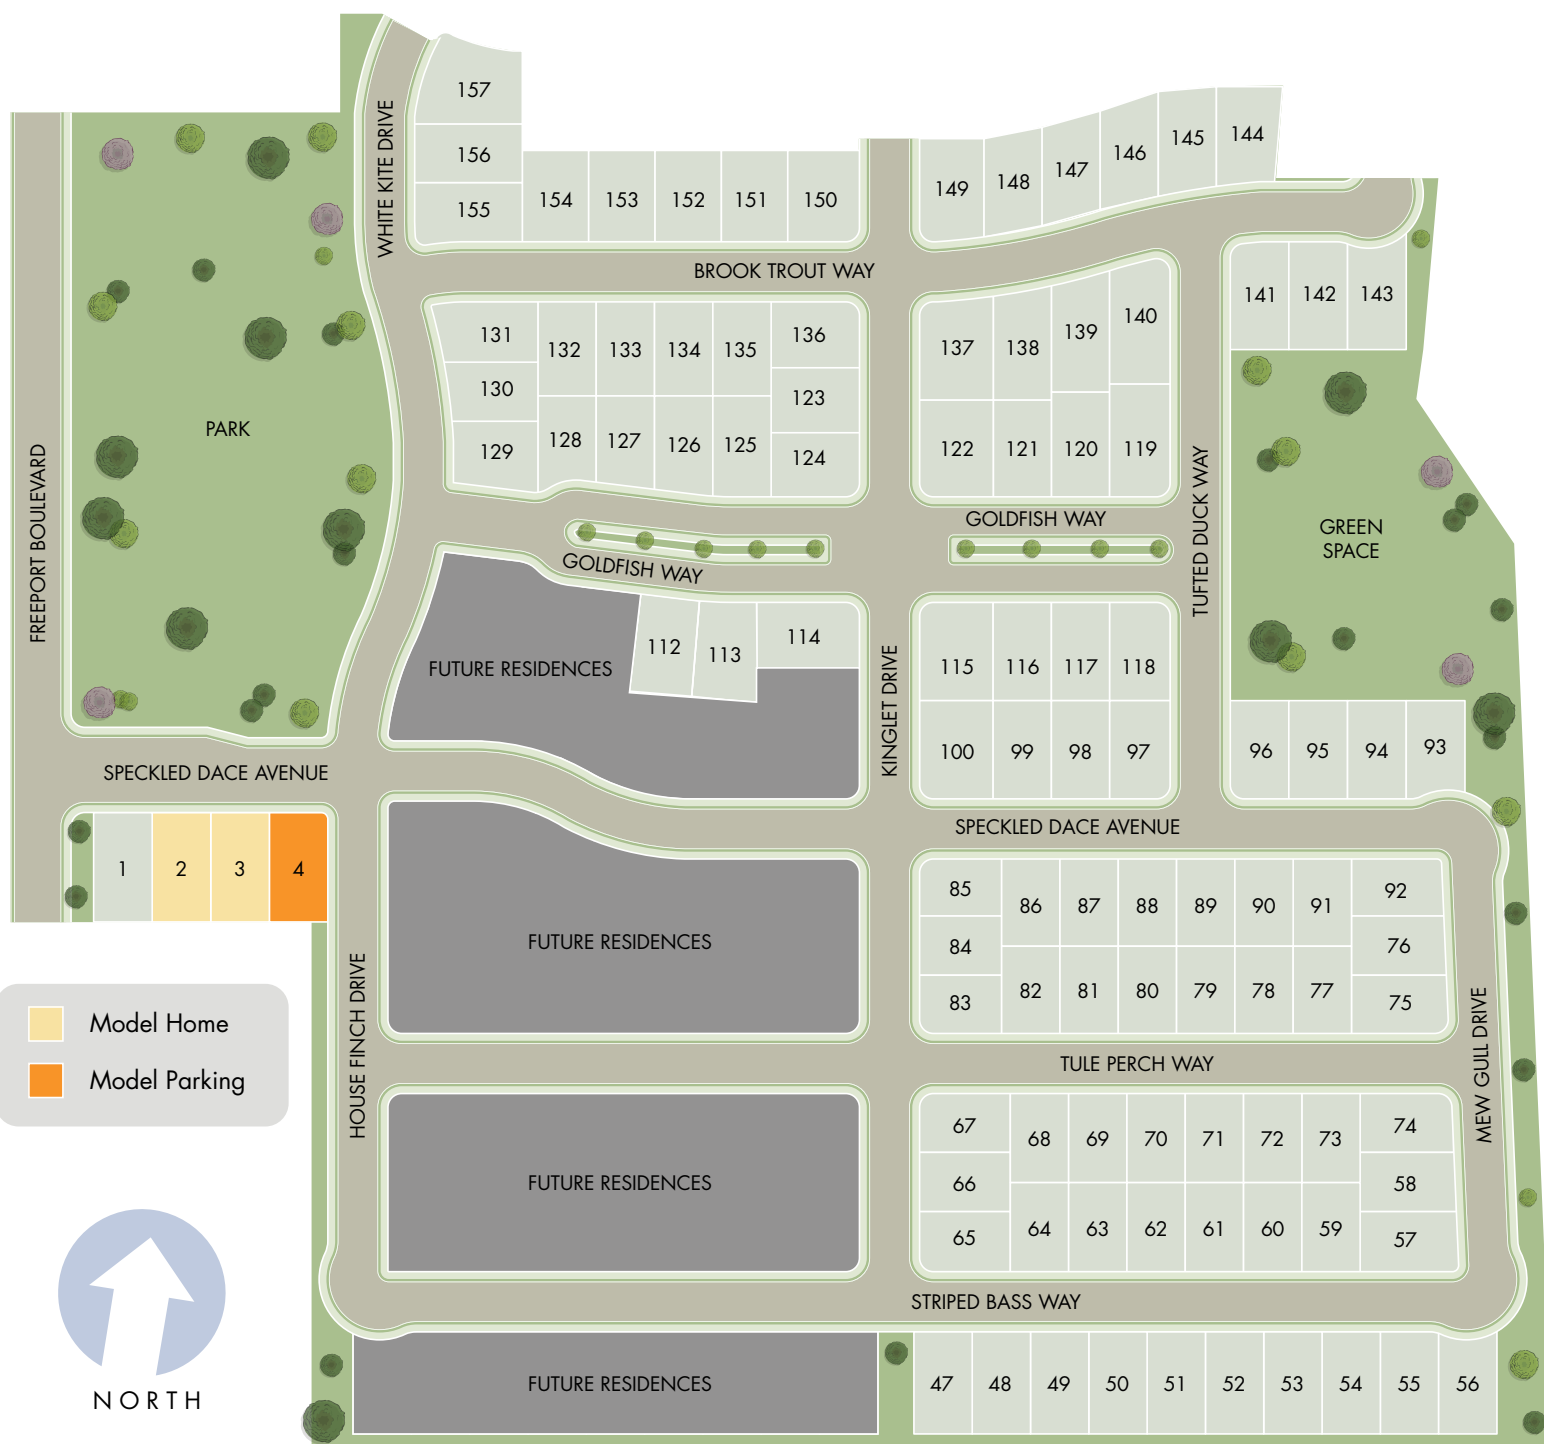 157
WHITE KITE DRIVE
156
155
154 153 152 151 150
149 148 147 146 145 144
BROOK TROUT WAY
131
130
129
132 133 134 135
136
123
124
128 127 126 125
137 138 139 140
122 121 120 119
141 142 143
PARK
FREEPORT BOULEVARD
GOLDFISH WAY
GOLDFISH WAY
TUFTED DUCK WAY
GREEN
SPACE
FUTURE RESIDENCES
112 113 114
KINGLET DRIVE
115 116 117 118
100 99 98 97
96 95 94 93
SPECKLED DACE AVENUE
SPECKLED DACE AVENUE
1 2 3 4
FUTURE RESIDENCES
85
84
83
86 87 88 89 90 91
82 81 80 79 78 77
92
76
75
HOUSE FINCH DRIVE
MEW GULL DRIVE
Model Home
Model Parking
TULE PERCH WAY
FUTURE RESIDENCES
67
66
65
68 69 70 71 72 73
64 63 62 61 60 59
74
58
57
STRIPED BASS WAY
FUTURE RESIDENCES
47 48 49 50 51 52 53 54 55 56
NORTH